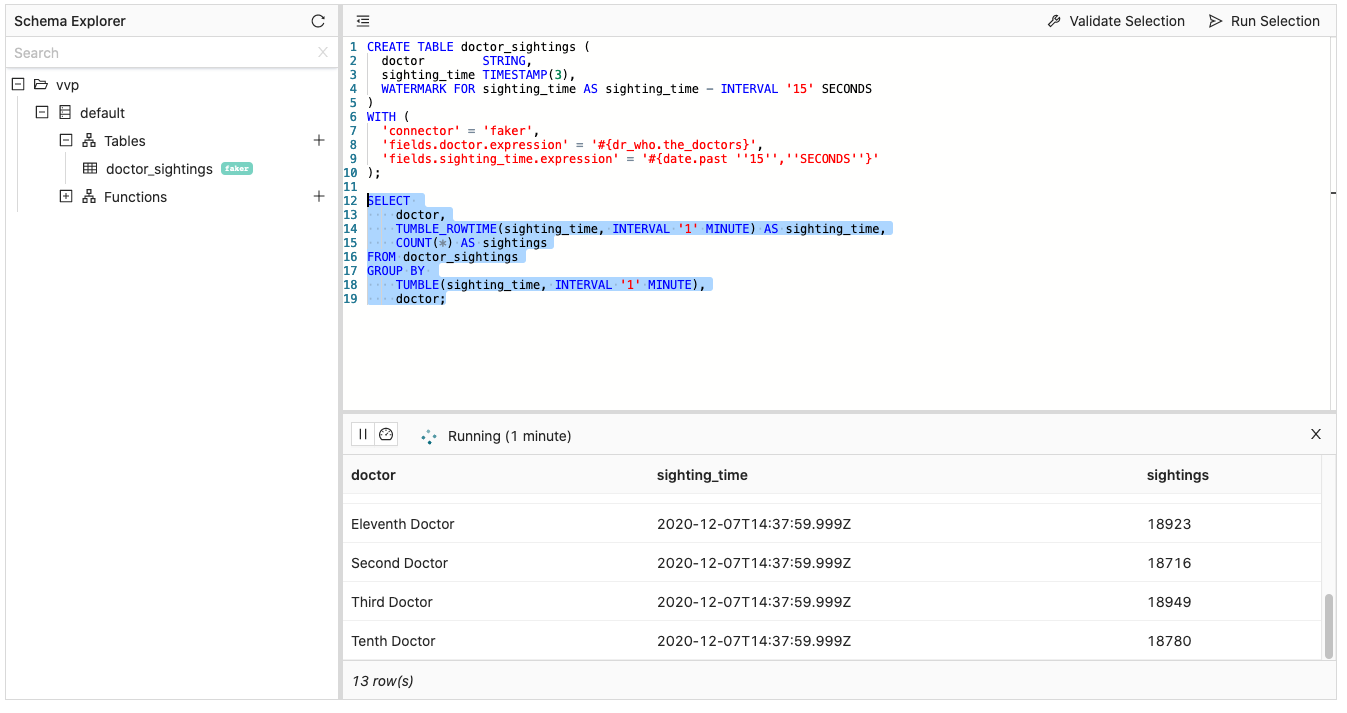 Schema Explorer
Search
vvp
default
Tables
doctor_sightings faker
Functions
Validate Selection Run Selection
1 CREATE TABLE doctor_sightings (
2   doctor        STRING,
3   sighting_time TIMESTAMP(3),
4   WATERMARK FOR sighting_time AS sighting_time - INTERVAL '15' SECONDS
5 )
6 WITH (
7   'connector' = 'faker',
8   'fields.doctor.expression' = '#{dr_who.the_doctors}',
9   'fields.sighting_time.expression' = '#{date.past ''15'',''SECONDS''}'
10 );
11
12 SELECT
13     doctor,
14     TUMBLE_ROWTIME(sighting_time, INTERVAL '1' MINUTE) AS sighting_time,
15     COUNT(*) AS sightings
16 FROM doctor_sightings
17 GROUP BY
18     TUMBLE(sighting_time, INTERVAL '1' MINUTE),
19     doctor;
Running (1 minute)
doctor sighting_time sightings
Eleventh Doctor 2020-12-07T14:37:59.999Z 18923
Second Doctor 2020-12-07T14:37:59.999Z 18716
Third Doctor 2020-12-07T14:37:59.999Z 18949
Tenth Doctor 2020-12-07T14:37:59.999Z 18780
13 row(s)